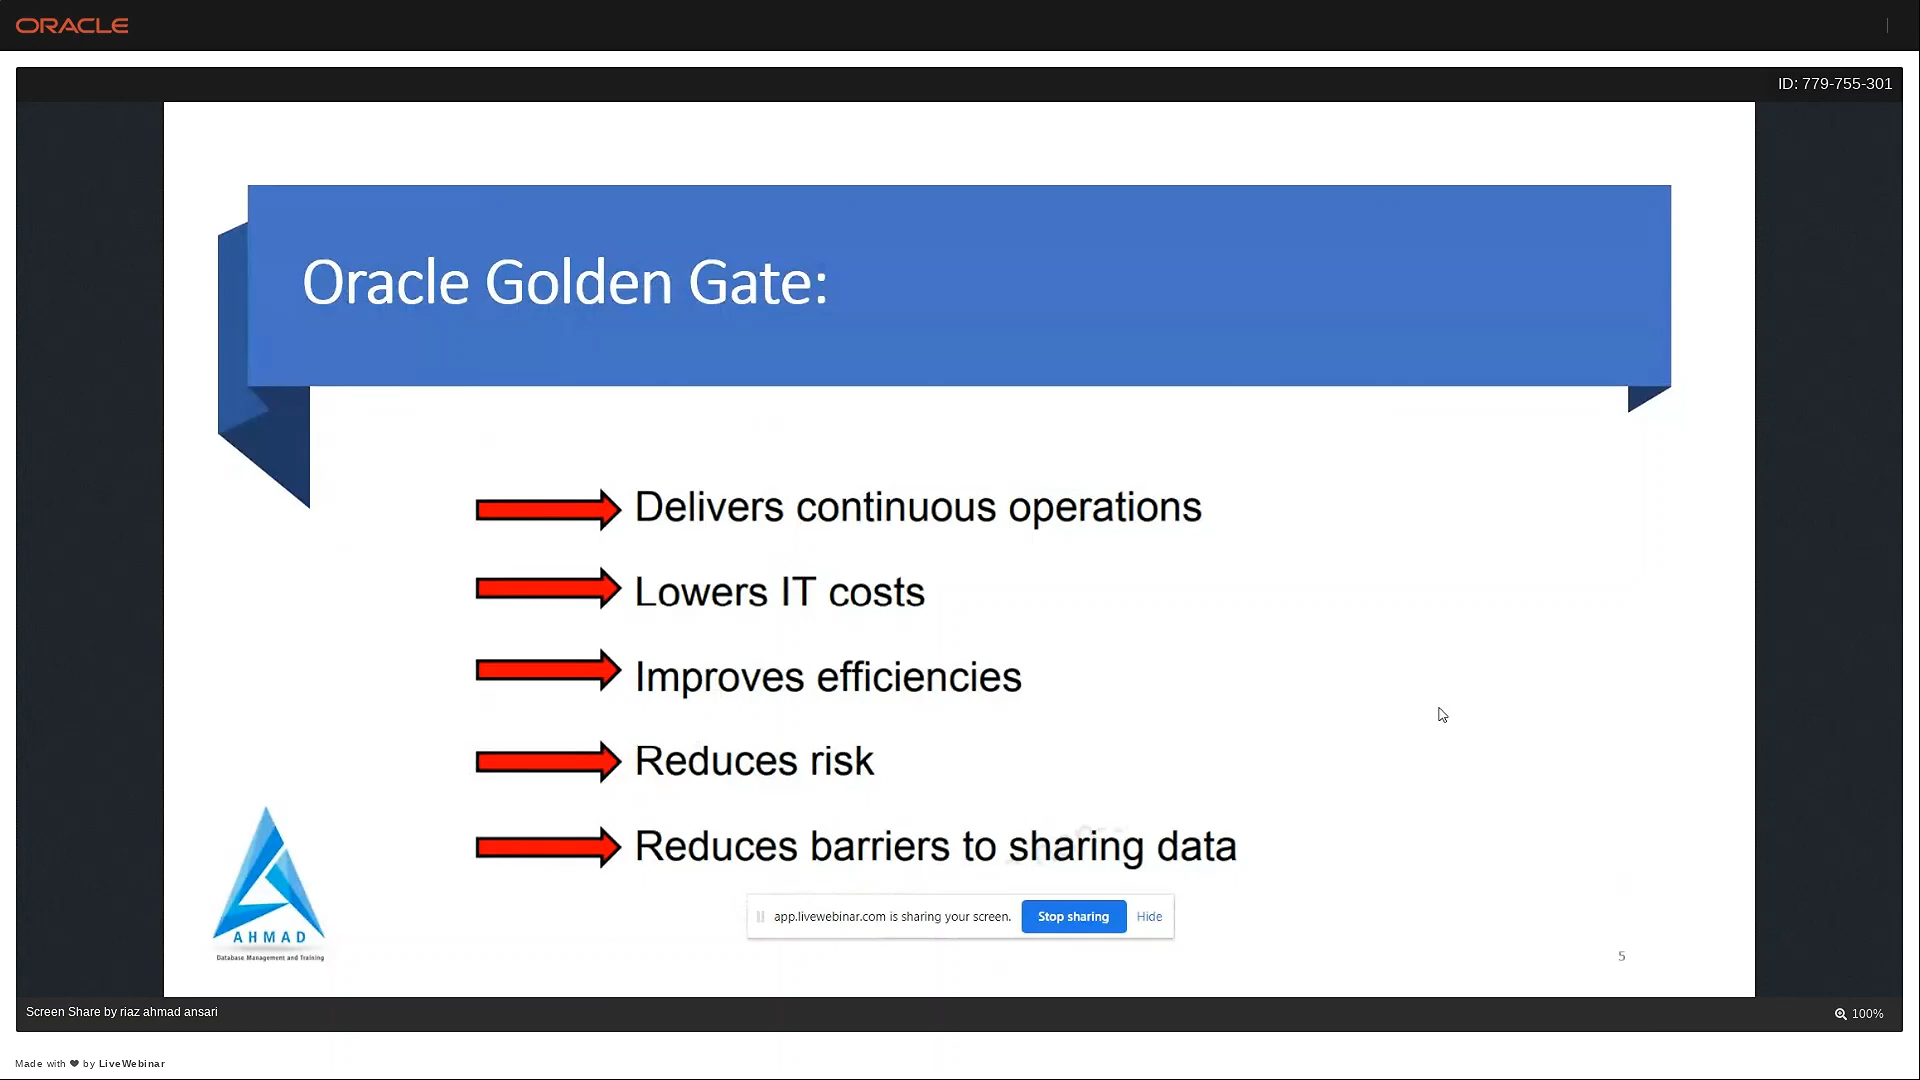 ORACLE
ID: 779-755-301
Oracle Golden Gate:
Delivers continuous operations
Lowers IT costs
Improves efficiencies
Reduces risk
Reduces barriers to sharing data
AHMAD
Database Management and Training
app.livewebinar.com is sharing your screen. Stop sharing Hide
5
Screen Share by riaz ahmad ansari
100%
Made with ❤ by LiveWebinar